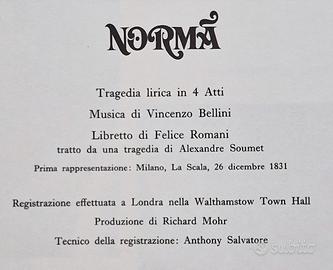 NORMA
Tragedia lirica in 4 Atti
Musica di Vincenzo Bellini
Libretto di Felice Romani
tratto da una tragedia di Alexandre Soumet
Prima rappresentazione: Milano, La Scala, 26 dicembre 1831
Registrazione effettuata a Londra nella Walthamstow Town Hall
Produzione di Richard Mohr
Tecnico della registrazione: Anthony Salvatore
subito